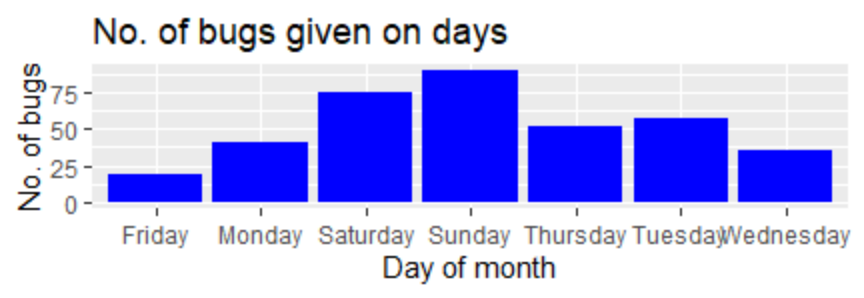 No. of bugs given on days
No. of bugs
75
50
25
0
Friday Monday Saturday Sunday Thursday Tuesday Wednesday
Day of month